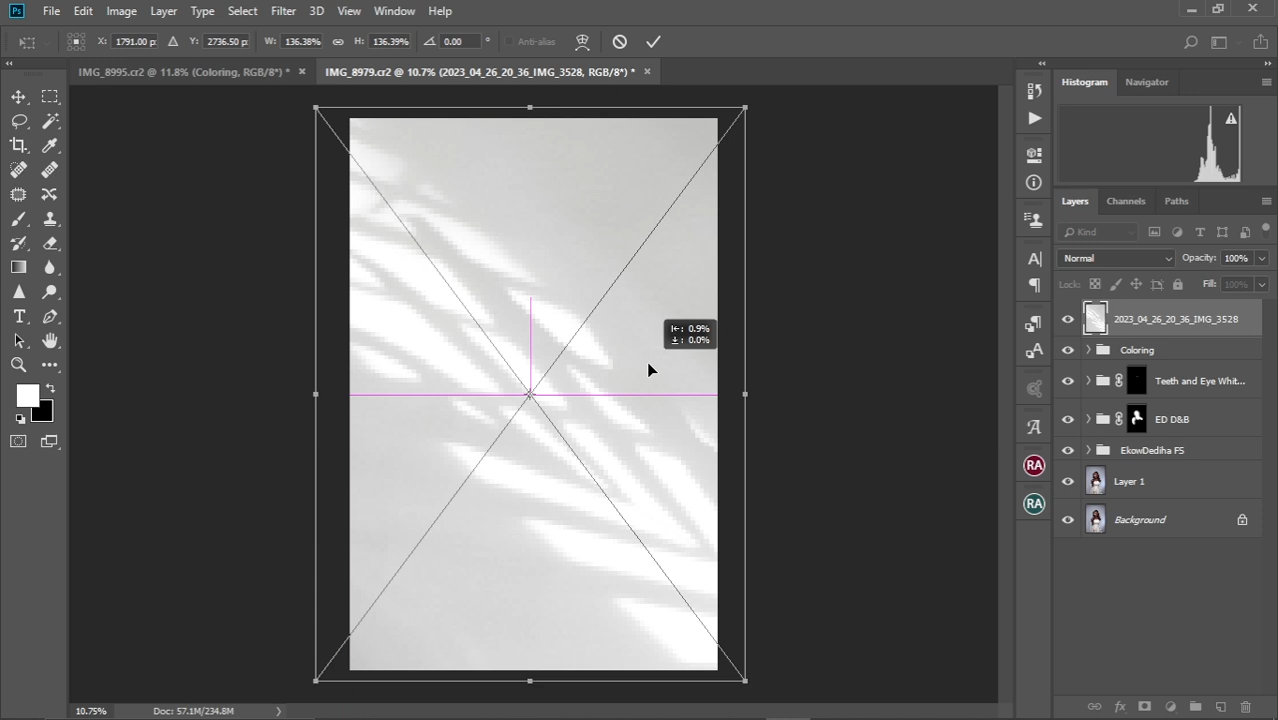 Ps File Edit Image Layer Type Select Filter 3D View Window Help
X: 1791.00 p: Δ Y: 2736.50 p: W: 136.38% H: 136.39% 0.00 ° Anti-alias
IMG_8995.cr2 @ 11.8% (Coloring, RGB/8*) * × IMG_8979.cr2 @ 10.7% (2023_04_26_20_36_IMG_3528, RGB/8*) * ×
Histogram Navigator
Layers Channels Paths
Kind
Normal Opacity: 100%
Lock: Fill: 100%
2023_04_26_20_36_IMG_3528
: 0.9%
: 0.0%
Coloring
Teeth and Eye Whit...
ED D&B
EkowDediha FS
Layer 1
Background
RA
RA
10.75% Doc: 57.1M/234.8M